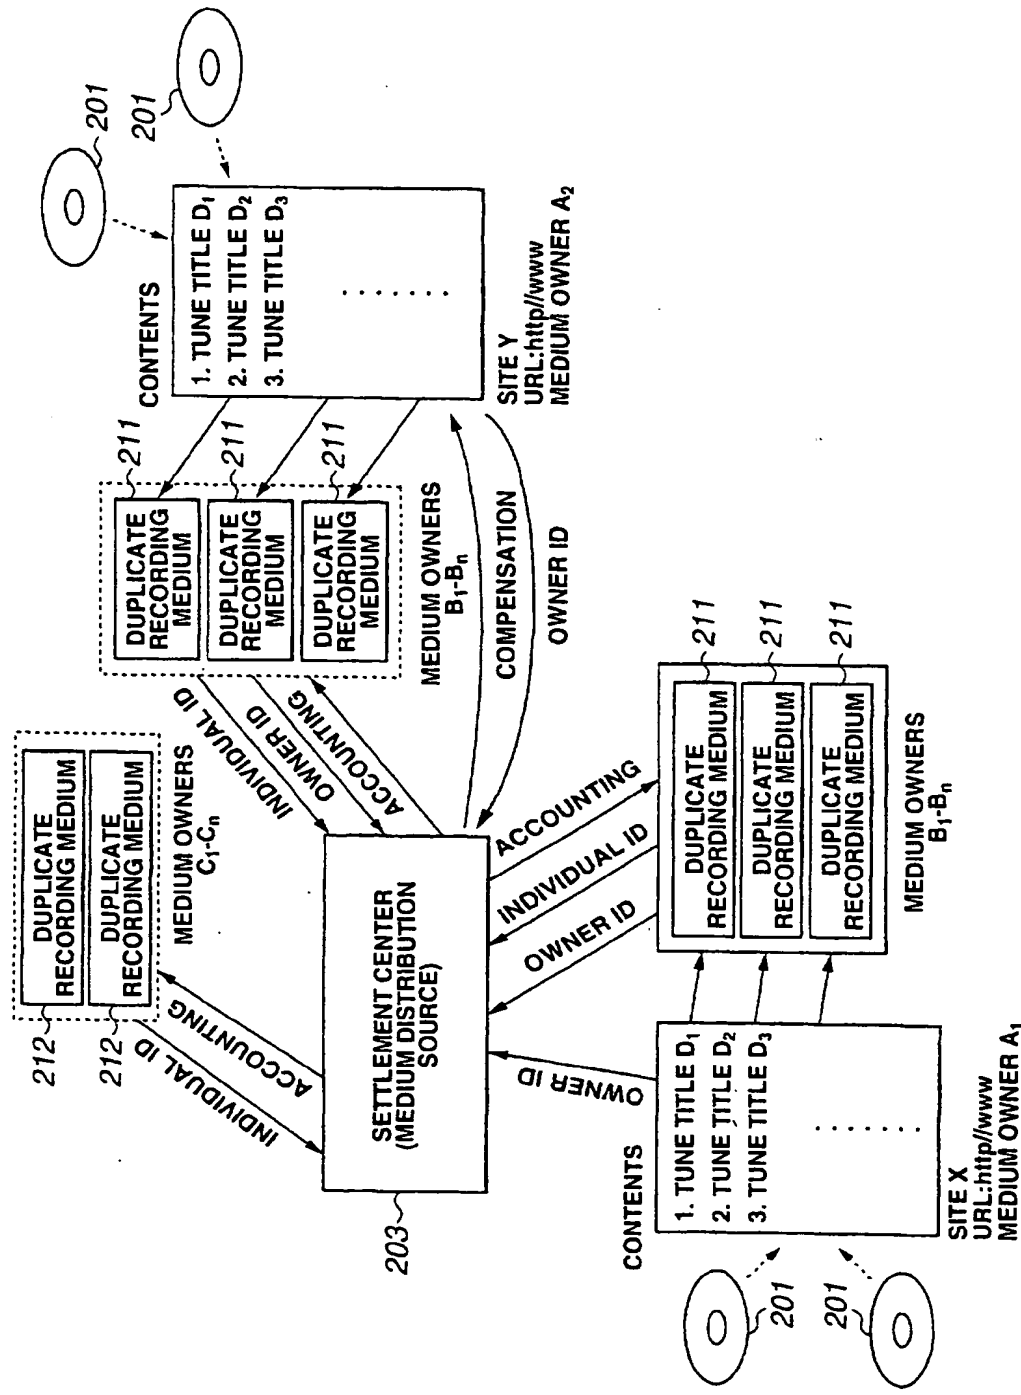 201
201
CONTENTS
1. TUNE TITLE D1
2. TUNE TITLE D2
3. TUNE TITLE D3
. . . . . . .
SITE Y
URL:http//www
MEDIUM OWNER A2
211
211
211
DUPLICATE
RECORDING
MEDIUM
DUPLICATE
RECORDING
MEDIUM
DUPLICATE
RECORDING
MEDIUM
MEDIUM OWNERS
B1-Bn
COMPENSATION
OWNER ID
INDIVIDUAL ID
OWNER ID
ACCOUNTING
DUPLICATE
RECORDING MEDIUM
DUPLICATE
RECORDING MEDIUM
212
212
MEDIUM OWNERS
C1-Cn
ACCOUNTING
INDIVIDUAL ID
SETTLEMENT CENTER
(MEDIUM DISTRIBUTION
SOURCE)
203
ACCOUNTING
INDIVIDUAL ID
OWNER ID
OWNER ID
211
211
211
DUPLICATE
RECORDING MEDIUM
DUPLICATE
RECORDING MEDIUM
DUPLICATE
RECORDING MEDIUM
MEDIUM OWNERS
B1-Bn
CONTENTS
1. TUNE TITLE D1
2. TUNE TITLE D2
3. TUNE TITLE D3
. . . . . . .
SITE X
URL:http//www
MEDIUM OWNER A1
201
201